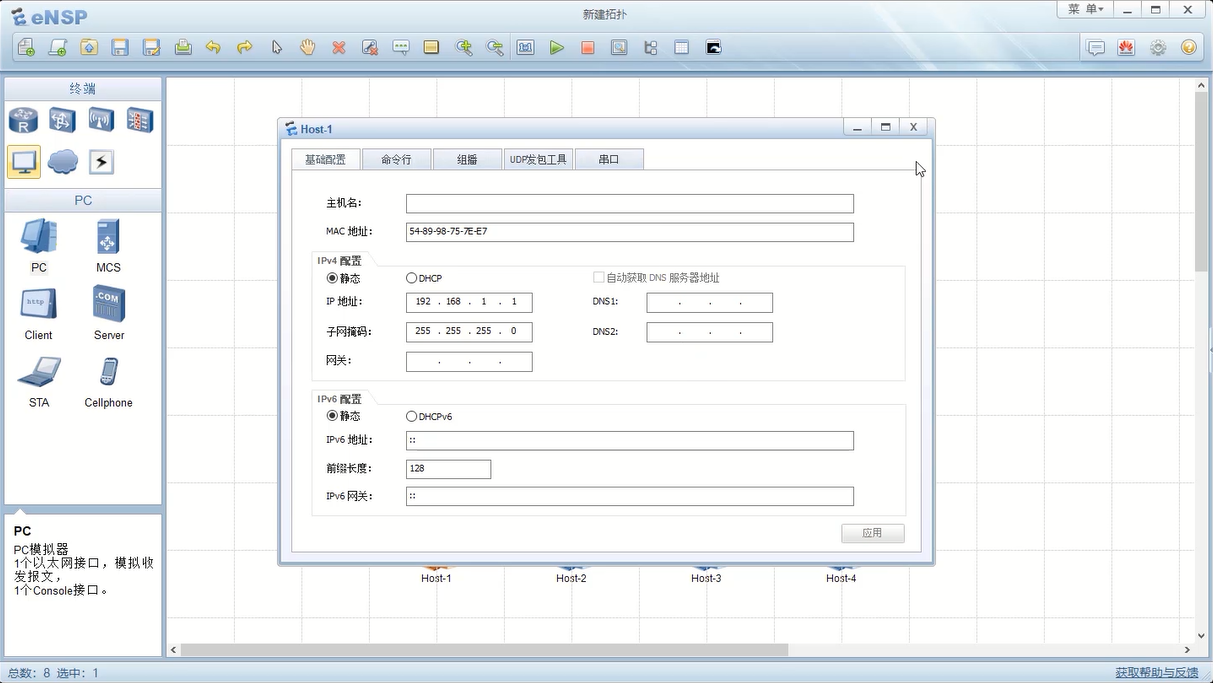 eNSP
新建拓扑
菜 单
终端
R
PC
PC
MCS
http
.COM
Client
Server
STA
Cellphone
PC
PC模拟器
1个以太网接口，模拟收
发报文，
1个Console接口。
1:1
Host-1
基础配置
命令行
组播
UDP发包工具
串口
主机名:
MAC 地址:
54-89-98-75-7E-E7
IPv4 配置
静态
DHCP
自动获取 DNS 服务器地址
IP 地址:
192 . 168 . 1 . 1
DNS1:
. . .
子网掩码:
255 . 255 . 255 . 0
DNS2:
. . .
网关:
. . .
IPv6 配置
静态
DHCPv6
IPv6 地址:
::
前缀长度:
128
IPv6 网关:
::
应用
Host-1
Host-2
Host-3
Host-4
总数: 8 选中: 1
获取帮助与反馈